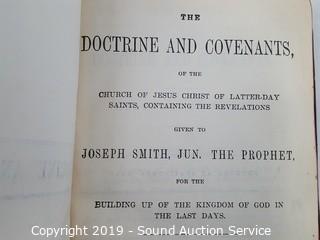 THE
DOCTRINE AND COVENANTS,
OF THE
CHURCH OF JESUS CHRIST OF LATTER-DAY
SAINTS, CONTAINING THE REVELATIONS
GIVEN TO
JOSEPH SMITH, JUN. THE PROPHET,
FOR THE
BUILDING UP OF THE KINGDOM OF GOD IN
THE LAST DAYS.
Copyright 2019 - Sound Auction Service